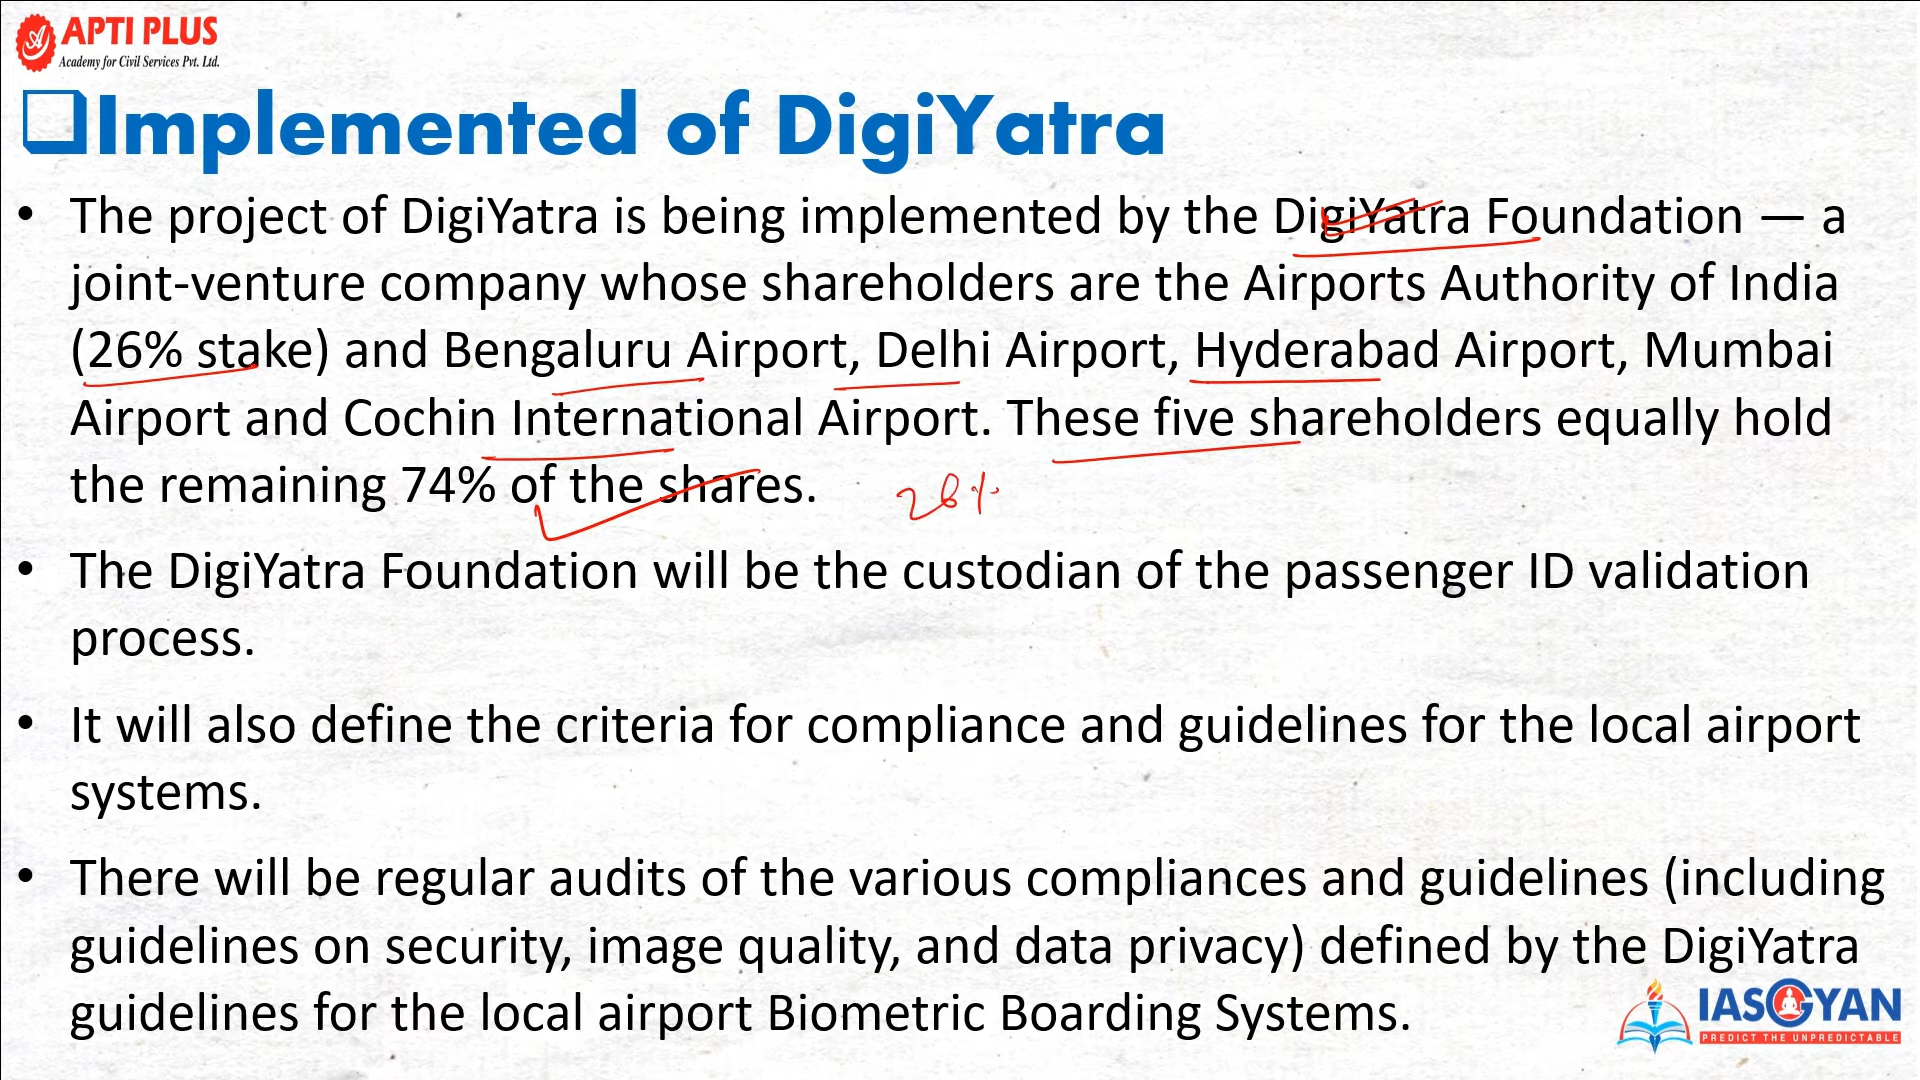 APTI PLUS
Academy for Civil Services Pvt. Ltd.
Implemented of DigiYatra
• The project of DigiYatra is being implemented by the DigiYatra Foundation — a
joint-venture company whose shareholders are the Airports Authority of India
(26% stake) and Bengaluru Airport, Delhi Airport, Hyderabad Airport, Mumbai
Airport and Cochin International Airport. These five shareholders equally hold
the remaining 74% of the shares.
26%
• The DigiYatra Foundation will be the custodian of the passenger ID validation
process.
• It will also define the criteria for compliance and guidelines for the local airport
systems.
• There will be regular audits of the various compliances and guidelines (including
guidelines on security, image quality, and data privacy) defined by the DigiYatra
guidelines for the local airport Biometric Boarding Systems.
IASGYAN
PREDICT THE UNPREDICTABLE